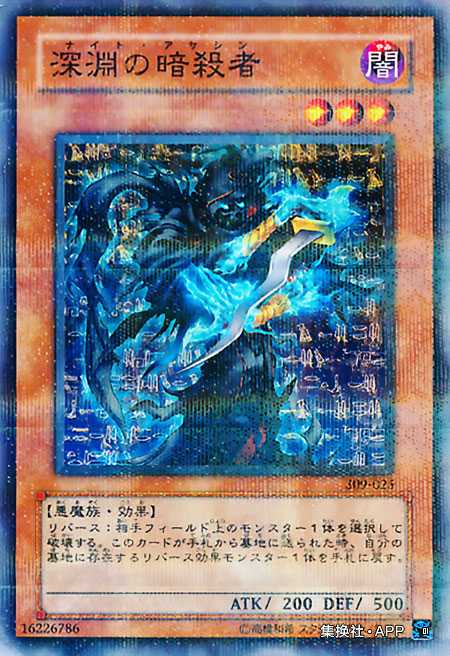 ナイト・アサシン
深淵の暗殺者
闇
309-023
【悪魔族・効果】
リバース:相手フィールド上のモンスター1体を選択して
破壊する。このカードが手札から墓地に送られた時、自分の
墓地に存在するリバース効果モンスター1体を手札に戻す。
ATK/ 200 DEF/ 500
16226786
©高橋和希 スタ
集換社・APP